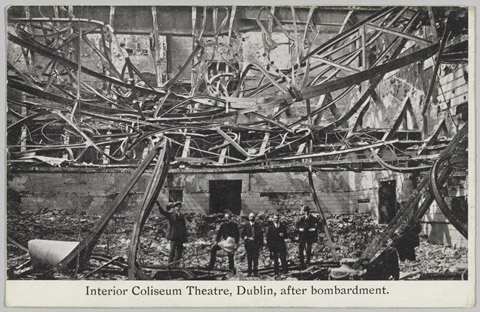 Interior Coliseum Theatre, Dublin, after bombardment.